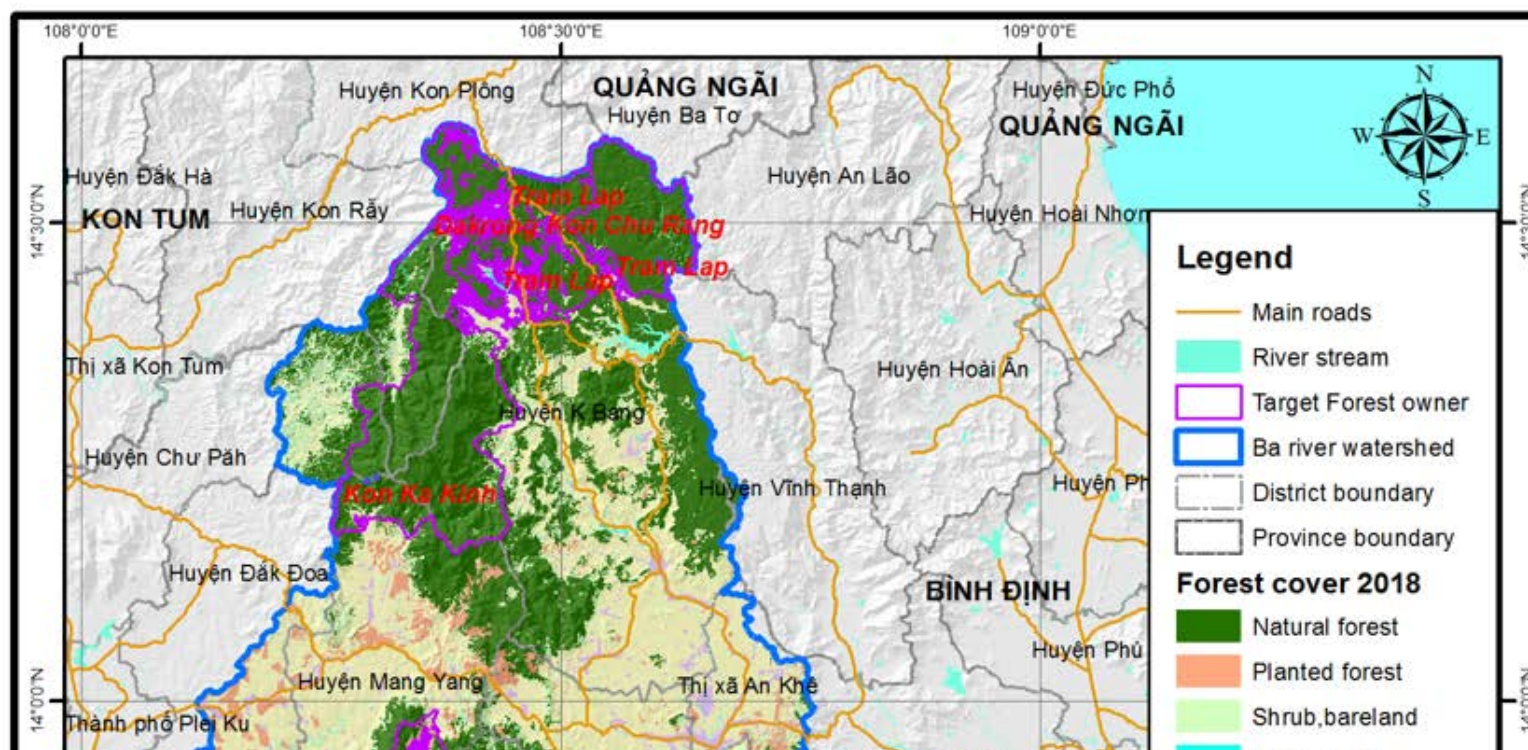 108°0'0"E
108°30'0"E
109°0'0"E
Huyện Kon Plông
QUẢNG NGÃI
Huyện Ba Tơ
Huyện Đức Phổ
QUẢNG NGÃI
N
W
E
S
Huyện Đắk Hà
Huyện An Lão
Tram Lap
KON TUM
Huyện Kon Rẫy
Huyện Hoài Nhơn
14°30'0"N
14°30'0"N
Dakrong Kon Chu Rang
Tram Lap
Tram Lap
Legend
Main roads
River stream
Target Forest owner
Ba river watershed
District boundary
Province boundary
Forest cover 2018
Natural forest
Planted forest
Shrub,bareland
Thị xã Kon Tum
Huyện Hoài Ân
Huyện K Bang
Huyện Chư Păh
Kon Ka Kinh
Huyện Vĩnh Thạnh
Huyện Ph
Huyện Đắk Đoa
BÌNH ĐỊNH
Huyện Phù
Huyện Mang Yang
Thị xã An Khê
Thành phố Plei Ku
14°0'0"N
14°0'0"N